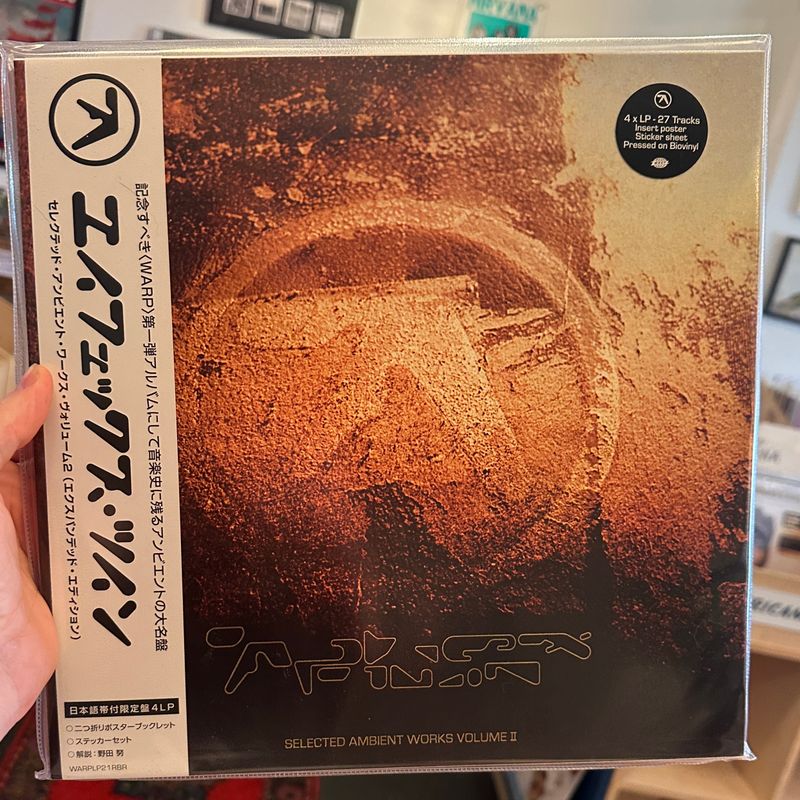 NIRVANA
4 x LP - 27 Tracks
Insert poster
Sticker sheet
Pressed on Biovinyl
記念すべき〈WARP〉第一弾アルバムにして音楽史に残るアンビエントの大名盤
エイフェックス・ツイン
セレクテッド・アンビエント・ワークス・ヴォリューム2（エクスパンデッド・エディション）
日本語帯付限定盤4LP
○二つ折りポスターブックレット
○ステッカーセット
○解説：野田 努
WARPLP21RBR
APHEX TWIN
SELECTED AMBIENT WORKS VOLUME II